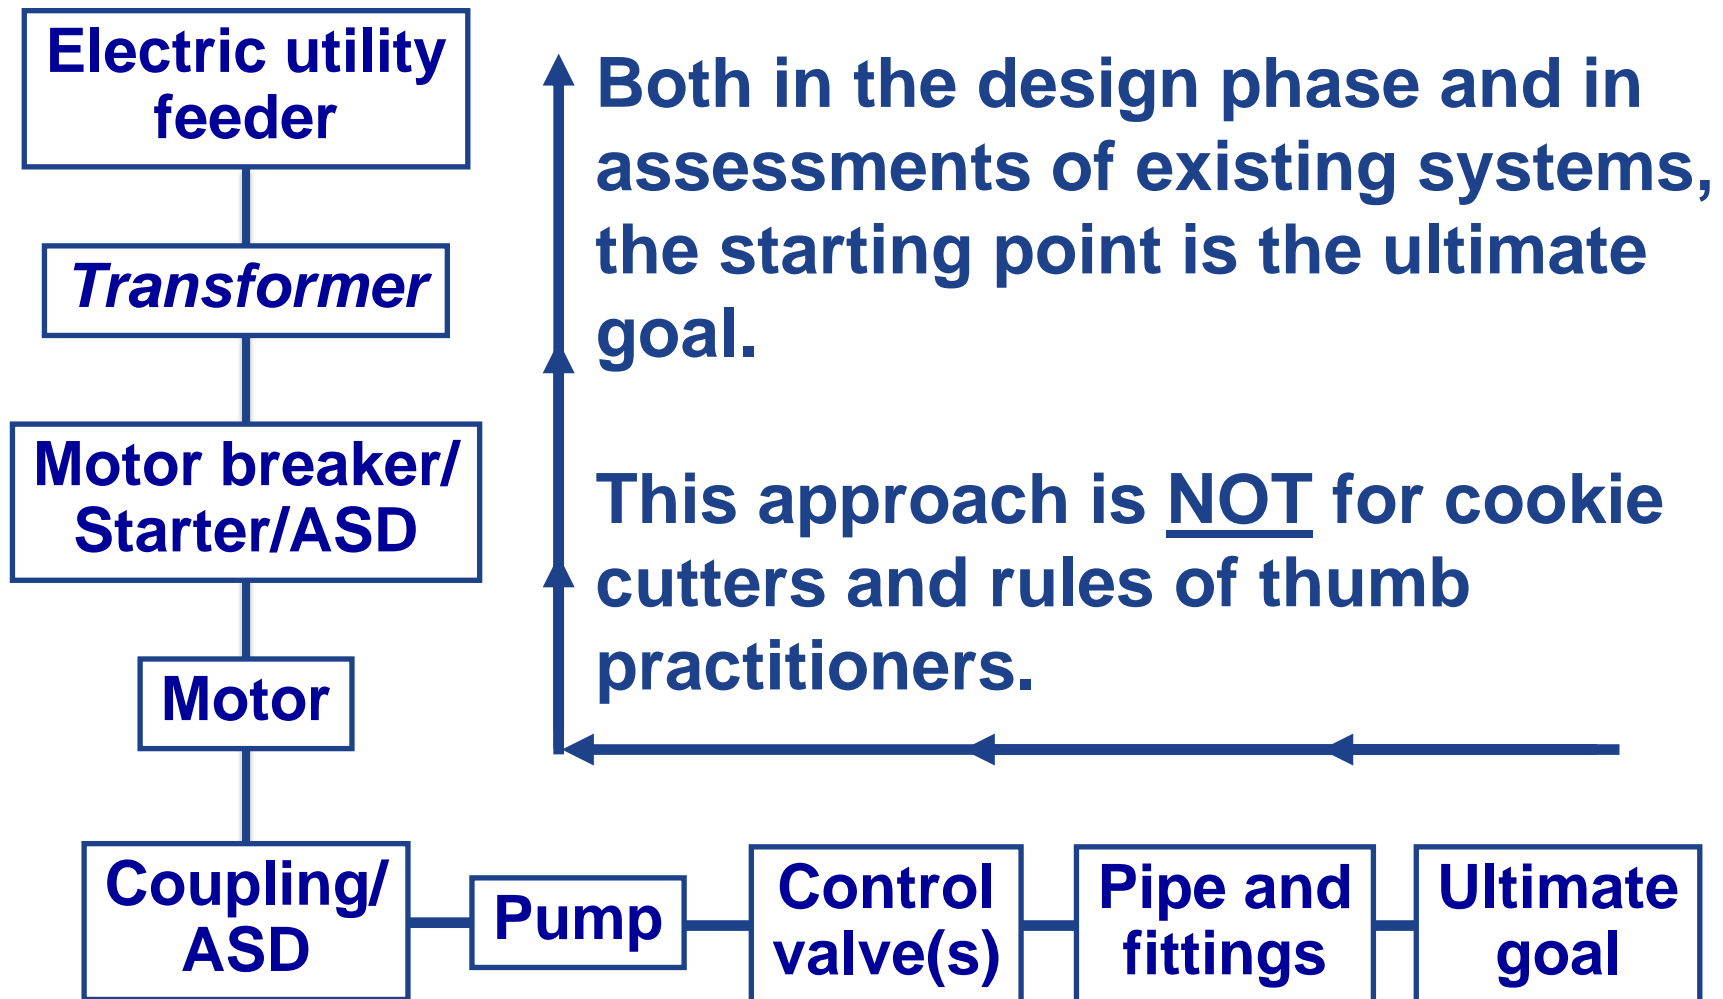 Electric utility
feeder
Transformer
Motor breaker/
Starter/ASD
Motor
Coupling/
ASD
Pump
Control
valve(s)
Pipe and
fittings
Ultimate
goal
Both in the design phase and in
assessments of existing systems,
the starting point is the ultimate
goal.
This approach is NOT for cookie
cutters and rules of thumb
practitioners.